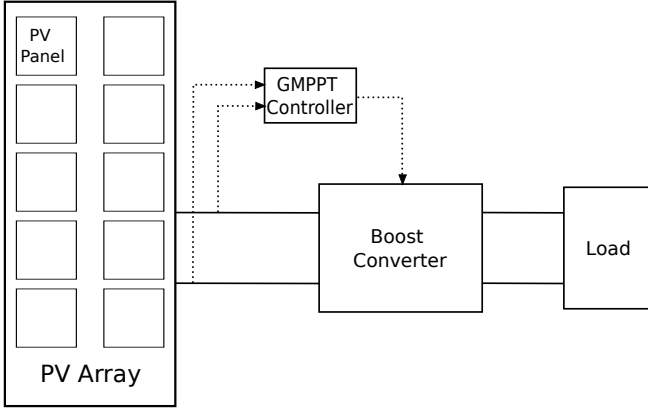 PV
Panel
GMPPT
Controller
Boost
Converter
Load
PV Array